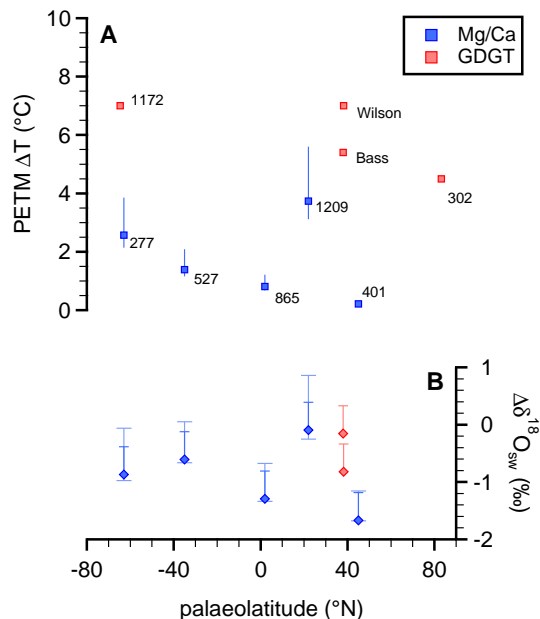 10
8
6
4
2
0
PETM ΔT (°C)
A
Mg/Ca
GDGT
1172
Wilson
Bass
302
1209
277
527
865
401
B
1
0
-1
-2
Δδ¹⁸O_sw (‰)
-80
-40
0
40
80
palaeolatitude (°N)